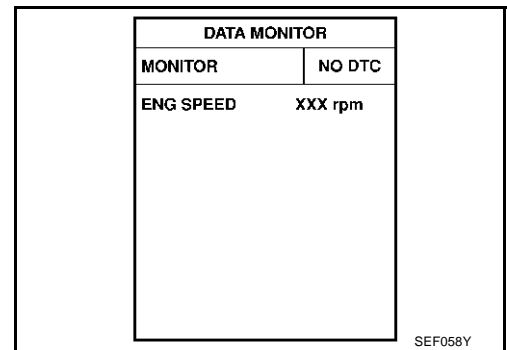 DATA MONITOR
MONITOR NO DTC
ENG SPEED XXX rpm
SEF058Y